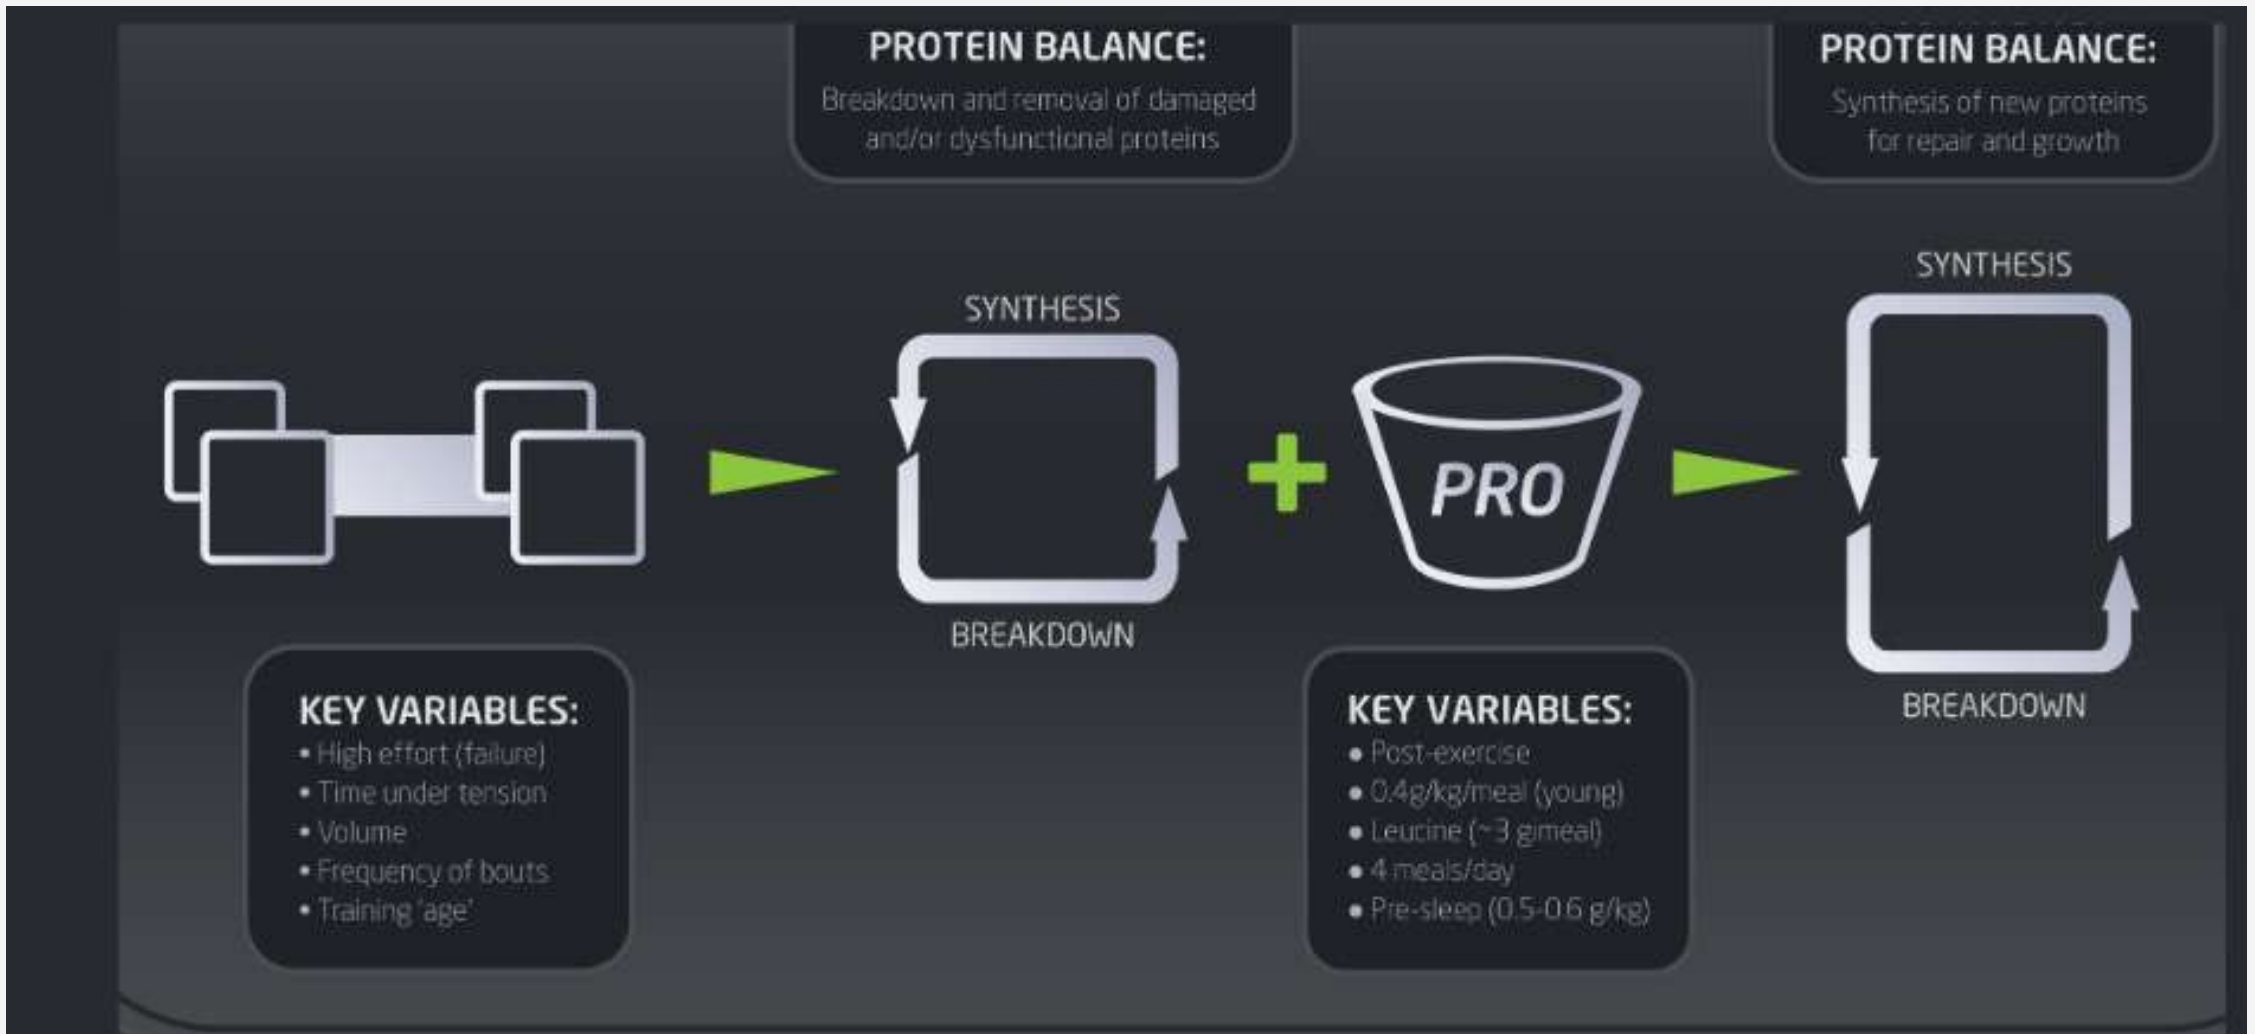 PROTEIN BALANCE:
Breakdown and removal of damaged
and/or dysfunctional proteins
PROTEIN BALANCE:
Synthesis of new proteins
for repair and growth
SYNTHESIS
BREAKDOWN
PRO
SYNTHESIS
BREAKDOWN
KEY VARIABLES:
• High effort (failure)
• Time under tension
• Volume
• Frequency of bouts
• Training 'age'
KEY VARIABLES:
• Post-exercise
• 0.4g/kg/meal (young)
• Leucine (~3 gimeal)
• 4 meals/day
• Pre-sleep (0.5-0.6 g/kg)